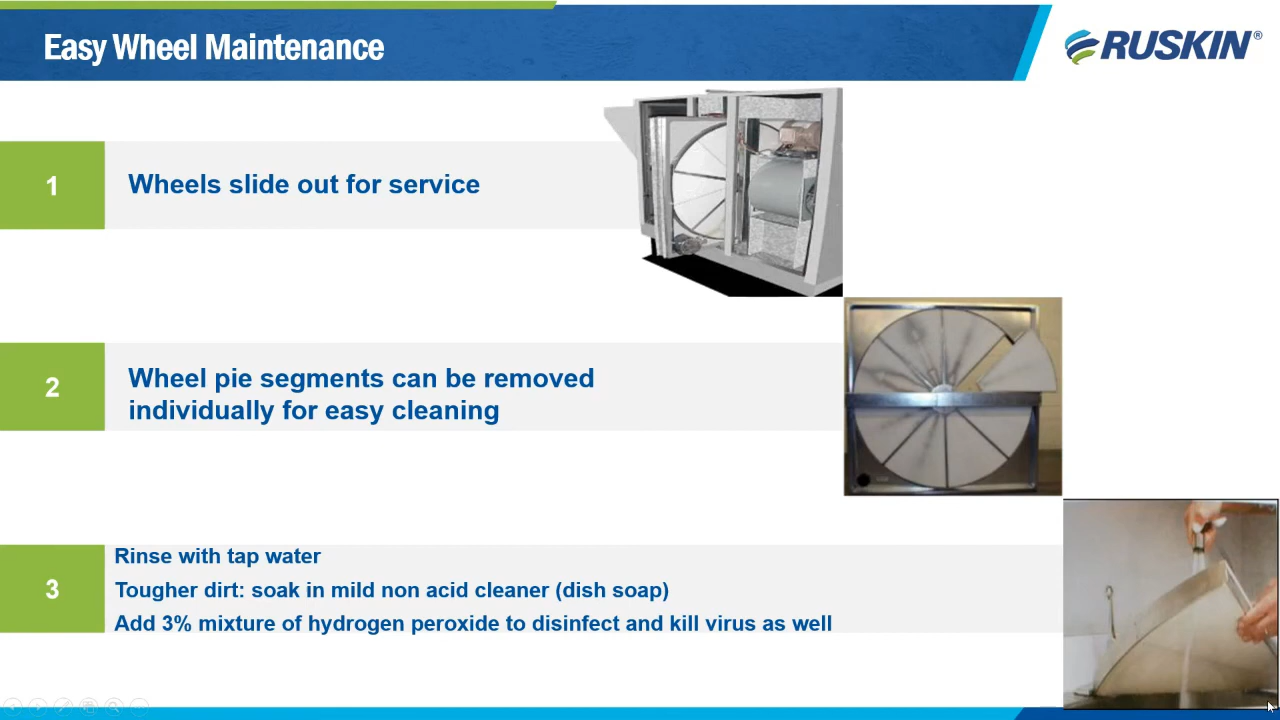 Easy Wheel Maintenance
RUSKIN®
1
Wheels slide out for service
2
Wheel pie segments can be removed
individually for easy cleaning
3
Rinse with tap water
Tougher dirt: soak in mild non acid cleaner (dish soap)
Add 3% mixture of hydrogen peroxide to disinfect and kill virus as well